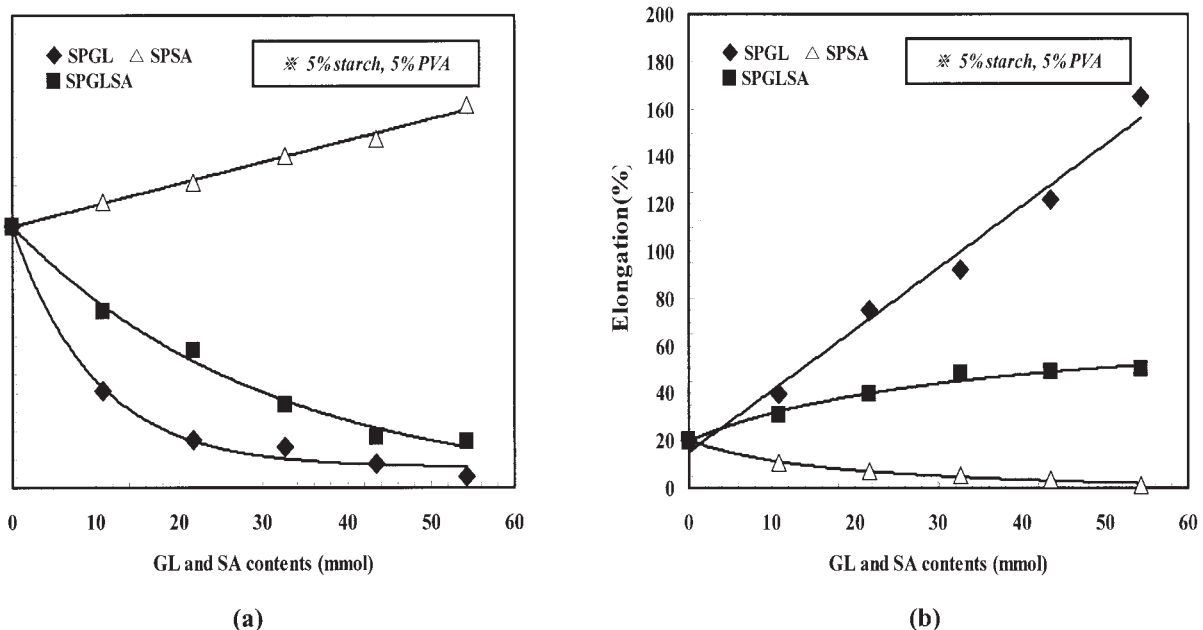 SPGL SPSA
SPGLSA
※ 5% starch, 5% PVA
0 10 20 30 40 50 60
GL and SA contents (mmol)
(a)
200
180
160
140
120
100
80
60
40
20
0
Elongation(%)
SPGL SPSA
SPGLSA
※ 5% starch, 5% PVA
0 10 20 30 40 50 60
GL and SA contents (mmol)
(b)